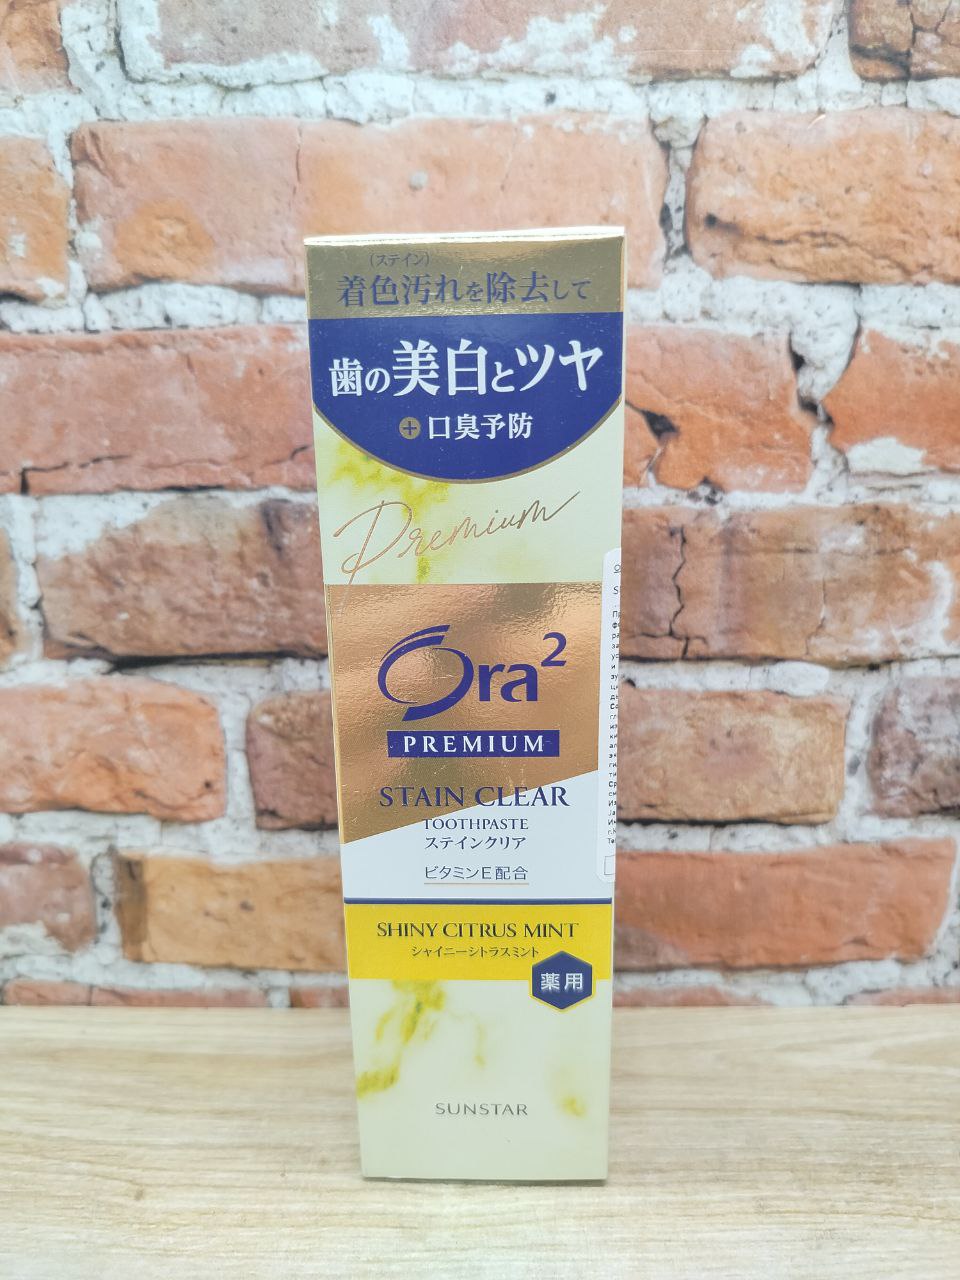 (ステイン)
着色汚れを除去して
歯の美白とツヤ
+ 口臭予防
Premium
Ora2
PREMIUM
STAIN CLEAR
TOOTHPASTE
ステインクリア
ビタミンE配合
SHINY CITRUS MINT
シャイニーシトラスミント
薬用
SUNSTAR